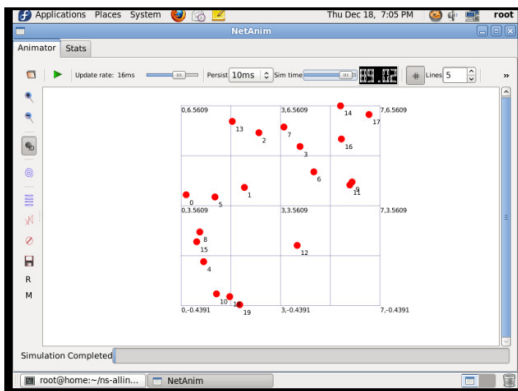 Applications Places System Thu Dec 18, 7:05 PM root
NetAnim
Animator Stats
Update rate: 16ms Persist 10ms Sim time 09.02 Lines 5 »
0,6.5609 3,6.5609 14 7,6.5609
17
13
7
2
16
3
6
9
11
1
0 5
0,3.5609 3,3.5609 7,3.5609
8
15
12
4
10
19
0,-0.4391 3,-0.4391 7,-0.4391
R
M
Simulation Completed
root@home:~/ns-allin... NetAnim